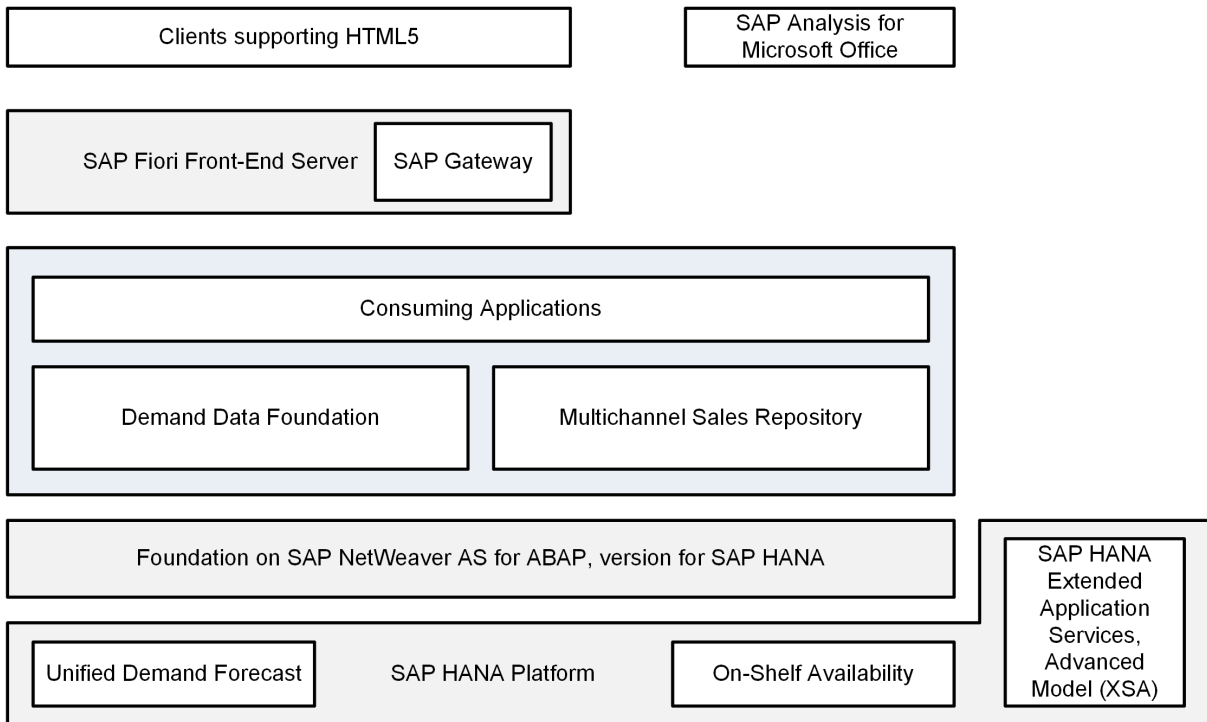 Clients supporting HTML5
SAP Analysis for
Microsoft Office
SAP Fiori Front-End Server
SAP Gateway
Consuming Applications
Demand Data Foundation
Multichannel Sales Repository
Foundation on SAP NetWeaver AS for ABAP, version for SAP HANA
SAP HANA
Extended
Application
Services,
Advanced
Model (XSA)
Unified Demand Forecast
SAP HANA Platform
On-Shelf Availability